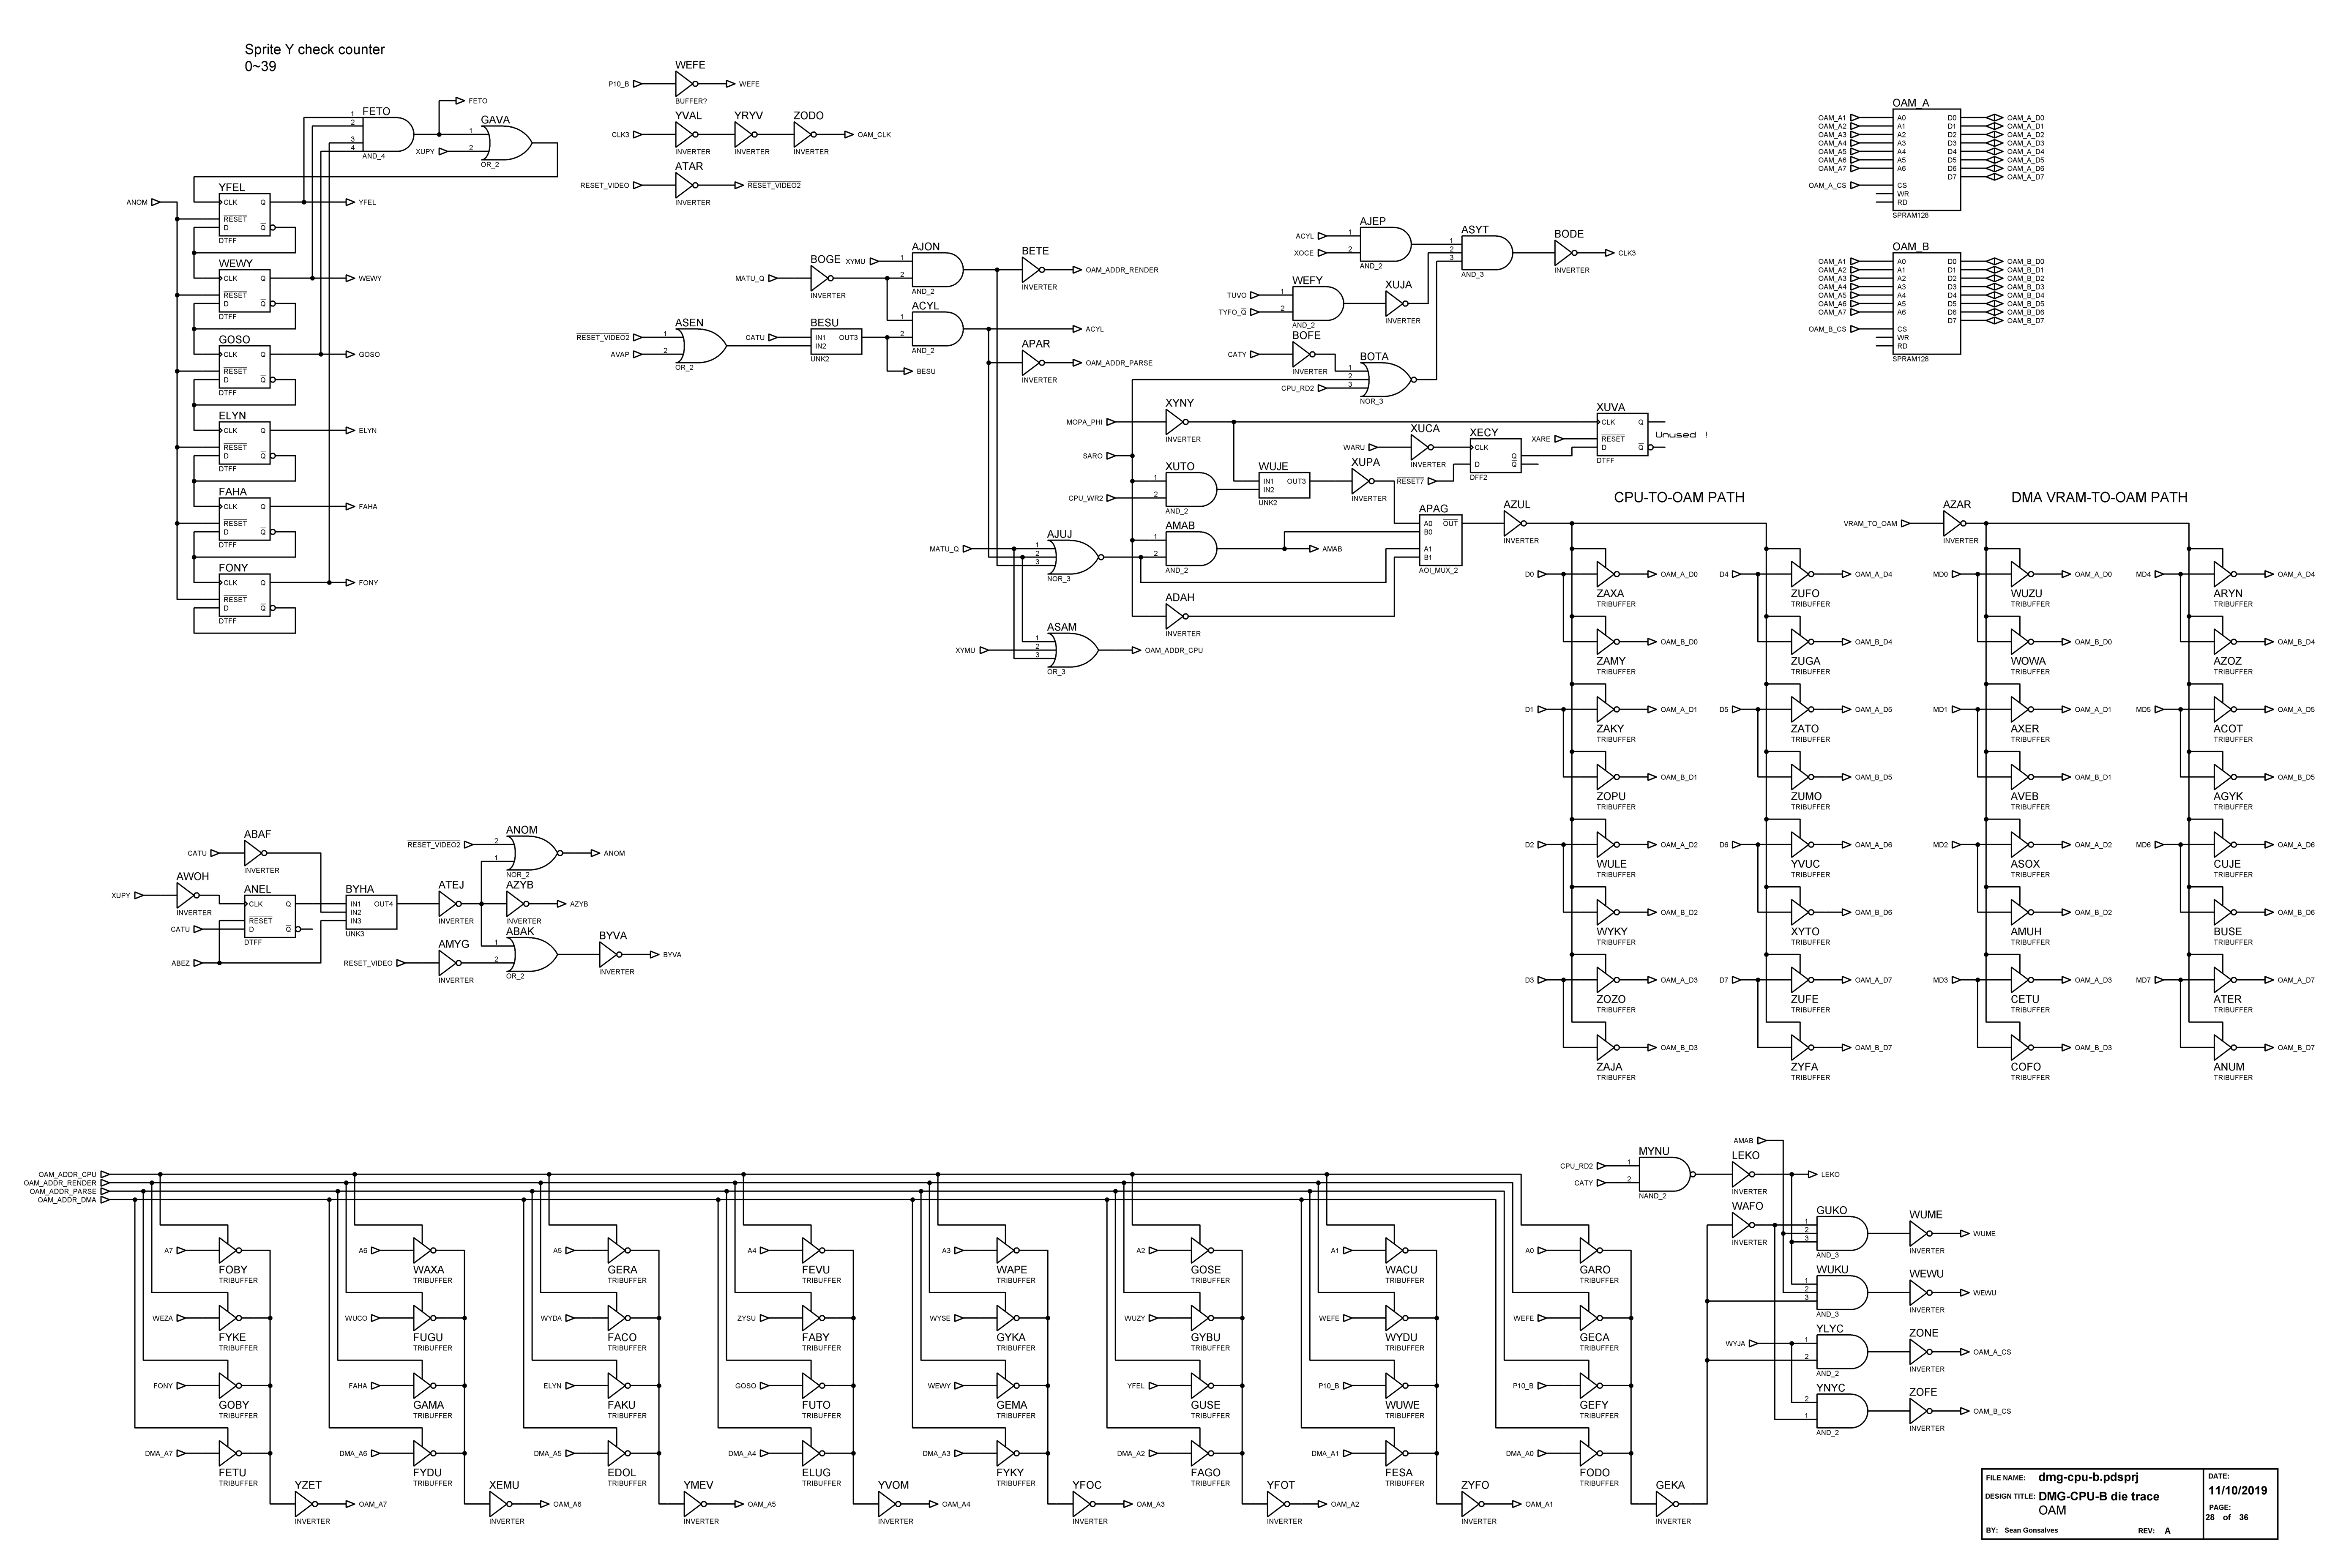 Sprite Y check counter
0~39
FETO
1
2
3
4
AND_4
FETO
GAVA
1
XUPY 2
OR_2
ANOM
YFEL
CLK Q YFEL
RESET
D Q
DTFF
WEWY
CLK Q WEWY
RESET
D Q
DTFF
GOSO
CLK Q GOSO
RESET
D Q
DTFF
ELYN
CLK Q ELYN
RESET
D Q
DTFF
FAHA
CLK Q FAHA
RESET
D Q
DTFF
FONY
CLK Q FONY
RESET
D Q
DTFF
WEFE
P10_B WEFE
BUFFER?
YVAL YRYV ZODO
CLK3 OAM_CLK
INVERTER INVERTER INVERTER
ATAR
RESET_VIDEO RESET_VIDEO2
INVERTER
BOGE
MATU_Q
INVERTER
AJON
XYMU 1
2
AND_2
BETE
OAM_ADDR_RENDER
INVERTER
ASEN
RESET_VIDEO2 1
AVAP 2
OR_2
BESU
CATU IN1 OUT3
IN2
UNK2
BESU
ACYL
1
2
AND_2
ACYL
APAR
OAM_ADDR_PARSE
INVERTER
AJEP
ACYL 1
XOCE 2
AND_2
ASYT
1
2
3
AND_3
BODE
CLK3
INVERTER
WEFY
TUVO 1
TYFO_Q 2
AND_2
XUJA
INVERTER
BOFE
CATY
INVERTER
BOTA
1
2
CPU_RD2 3
NOR_3
XYNY
MOPA_PHI
INVERTER
SARO
XUTO
1
CPU_WR2 2
AND_2
WUJE
IN1 OUT3
IN2
UNK2
XUPA
INVERTER
XUCA
WARU
INVERTER
XECY
CLK
Q
D Q
RESET7
DFF2
XUVA
CLK Q
XARE RESET
D Q
DTFF
Unused !
AJUJ
MATU_Q 1
2
3
NOR_3
AMAB
1
2
AND_2
AMAB
ADAH
INVERTER
APAG
A0 OUT
B0
A1
B1
AOI_MUX_2
AZUL
INVERTER
ASAM
1
XYMU 2
3
OR_3
OAM_ADDR_CPU
OAM_A
OAM_A1 A0 D0 OAM_A_D0
OAM_A2 A1 D1 OAM_A_D1
OAM_A3 A2 D2 OAM_A_D2
OAM_A4 A3 D3 OAM_A_D3
OAM_A5 A4 D4 OAM_A_D4
OAM_A6 A5 D5 OAM_A_D5
OAM_A7 A6 D6 OAM_A_D6
D7 OAM_A_D7
OAM_A_CS CS
WR
RD
SPRAM128
OAM_B
OAM_A1 A0 D0 OAM_B_D0
OAM_A2 A1 D1 OAM_B_D1
OAM_A3 A2 D2 OAM_B_D2
OAM_A4 A3 D3 OAM_B_D3
OAM_A5 A4 D4 OAM_B_D4
OAM_A6 A5 D5 OAM_B_D5
OAM_A7 A6 D6 OAM_B_D6
D7 OAM_B_D7
OAM_B_CS CS
WR
RD
SPRAM128
CPU-TO-OAM PATH
D0 OAM_A_D0 D4 OAM_A_D4
ZAXA ZUFO
TRIBUFFER TRIBUFFER
OAM_B_D0 OAM_B_D4
ZAMY ZUGA
TRIBUFFER TRIBUFFER
D1 OAM_A_D1 D5 OAM_A_D5
ZAKY ZATO
TRIBUFFER TRIBUFFER
OAM_B_D1 OAM_B_D5
ZOPU ZUMO
TRIBUFFER TRIBUFFER
D2 OAM_A_D2 D6 OAM_A_D6
WULE YVUC
TRIBUFFER TRIBUFFER
OAM_B_D2 OAM_B_D6
WYKY XYTO
TRIBUFFER TRIBUFFER
D3 OAM_A_D3 D7 OAM_A_D7
ZOZO ZUFE
TRIBUFFER TRIBUFFER
OAM_B_D3 OAM_B_D7
ZAJA ZYFA
TRIBUFFER TRIBUFFER
DMA VRAM-TO-OAM PATH
AZAR
VRAM_TO_OAM
INVERTER
MD0 OAM_A_D0 MD4 OAM_A_D4
WUZU ARYN
TRIBUFFER TRIBUFFER
OAM_B_D0 OAM_B_D4
WOWA AZOZ
TRIBUFFER TRIBUFFER
MD1 OAM_A_D1 MD5 OAM_A_D5
AXER ACOT
TRIBUFFER TRIBUFFER
OAM_B_D1 OAM_B_D5
AVEB AGYK
TRIBUFFER TRIBUFFER
MD2 OAM_A_D2 MD6 OAM_A_D6
ASOX CUJE
TRIBUFFER TRIBUFFER
OAM_B_D2 OAM_B_D6
AMUH BUSE
TRIBUFFER TRIBUFFER
MD3 OAM_A_D3 MD7 OAM_A_D7
CETU ATER
TRIBUFFER TRIBUFFER
OAM_B_D3 OAM_B_D7
COFO ANUM
TRIBUFFER TRIBUFFER
ABAF
CATU
INVERTER
AWOH
XUPY
INVERTER
ANEL
CLK Q
RESET
CATU D Q
DTFF
ABEZ
BYHA
IN1 OUT4
IN2
IN3
UNK3
ATEJ
INVERTER
ANOM
RESET_VIDEO2 2
1
NOR_2
ANOM
AZYB
AZYB
INVERTER
AMYG
RESET_VIDEO
INVERTER
ABAK
1
2
OR_2
BYVA
BYVA
INVERTER
OAM_ADDR_CPU
OAM_ADDR_RENDER
OAM_ADDR_PARSE
OAM_ADDR_DMA
A7 A6 A5 A4 A3 A2 A1 A0
FOBY WAXA GERA FEVU WAPE GOSE WACU GARO
TRIBUFFER TRIBUFFER TRIBUFFER TRIBUFFER TRIBUFFER TRIBUFFER TRIBUFFER TRIBUFFER
WEZA WUCO WYDA ZYSU WYSE WUZY WEFE WEFE
FYKE FUGU FACO FABY GYKA GYBU WYDU GECA
TRIBUFFER TRIBUFFER TRIBUFFER TRIBUFFER TRIBUFFER TRIBUFFER TRIBUFFER TRIBUFFER
FONY FAHA ELYN GOSO WEWY YFEL P10_B P10_B
GOBY GAMA FAKU FUTO GEMA GUSE WUWE GEFY
TRIBUFFER TRIBUFFER TRIBUFFER TRIBUFFER TRIBUFFER TRIBUFFER TRIBUFFER TRIBUFFER
DMA_A7 DMA_A6 DMA_A5 DMA_A4 DMA_A3 DMA_A2 DMA_A1 DMA_A0
FETU FYDU EDOL ELUG FYKY FAGO FESA FODO
TRIBUFFER TRIBUFFER TRIBUFFER TRIBUFFER TRIBUFFER TRIBUFFER TRIBUFFER TRIBUFFER
YZET XEMU YMEV YVOM YFOC YFOT ZYFO GEKA
OAM_A7 OAM_A6 OAM_A5 OAM_A4 OAM_A3 OAM_A2 OAM_A1
INVERTER INVERTER INVERTER INVERTER INVERTER INVERTER INVERTER INVERTER
AMAB
MYNU
CPU_RD2 1
CATY 2
NAND_2
LEKO
LEKO
INVERTER
WAFO
INVERTER
GUKO
1
2
3
AND_3
WUME
WUME
INVERTER
WUKU
1
2
3
AND_3
WEWU
WEWU
INVERTER
WYJA
YLYC
1
2
AND_2
ZONE
OAM_A_CS
INVERTER
YNYC
2
1
AND_2
ZOFE
OAM_B_CS
INVERTER
FILE NAME: dmg-cpu-b.pdsprj
DESIGN TITLE: DMG-CPU-B die trace
OAM
BY: Sean Gonsalves REV: A
DATE:
11/10/2019
PAGE:
28 of 36